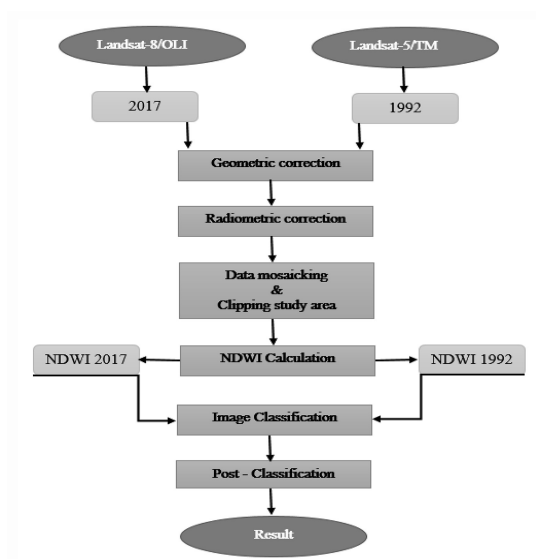 Landsat-8/OLI
Landsat-5/TM
2017
1992
Geometric correction
Radiometric correction
Data mosaicking
&
Clipping study area
NDWI 2017
NDWI Calculation
NDWI 1992
Image Classification
Post - Classification
Result